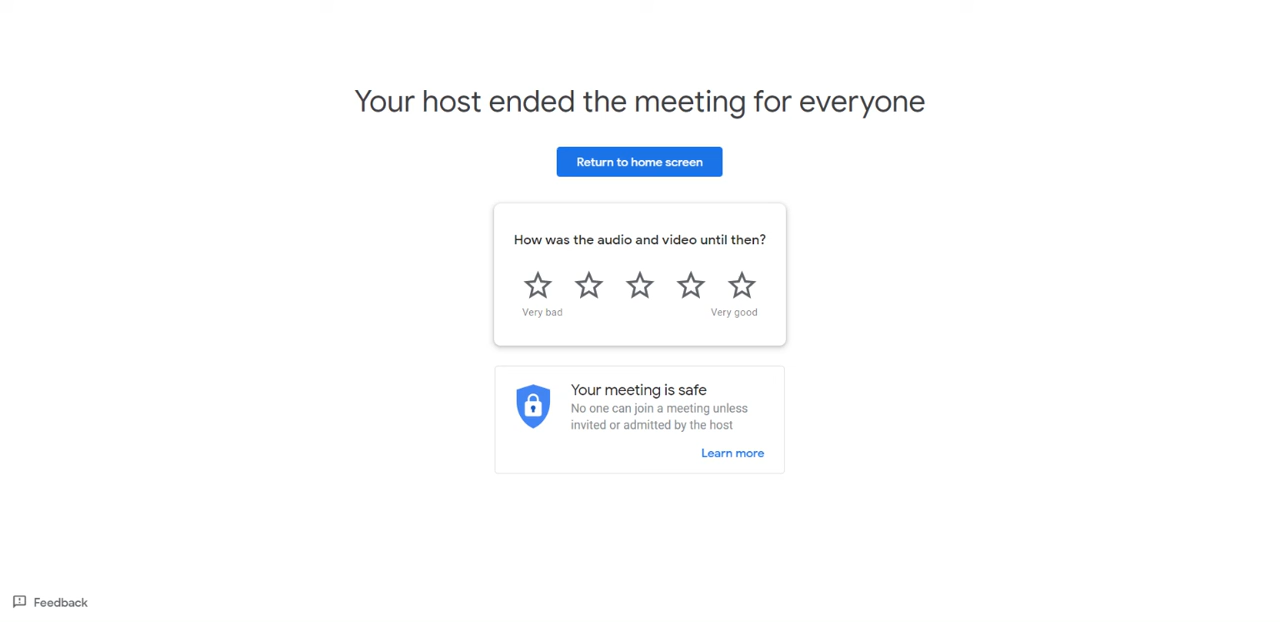 Your host ended the meeting for everyone
Return to home screen
How was the audio and video until then?
Very bad
Very good
Your meeting is safe
No one can join a meeting unless
invited or admitted by the host
Learn more
Feedback